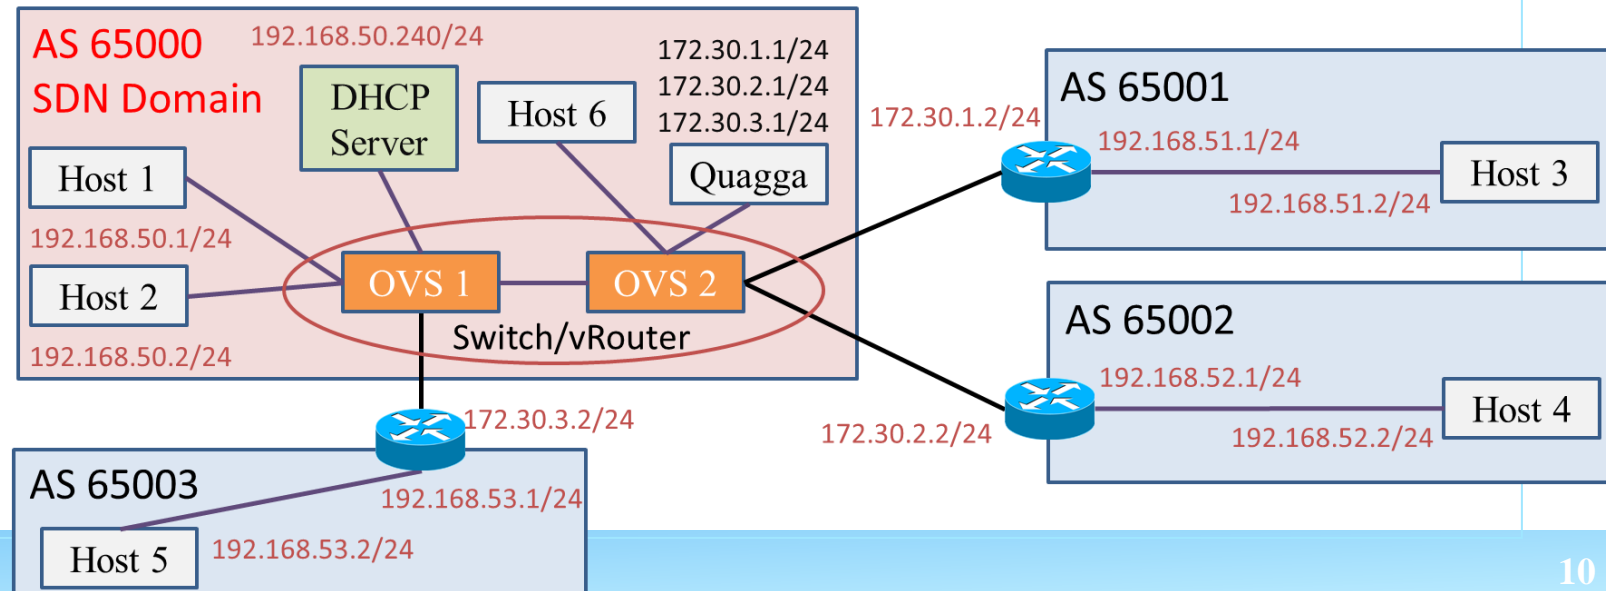 AS 65000
SDN Domain
192.168.50.240/24
DHCP
Server
Host 6
172.30.1.1/24
172.30.2.1/24
172.30.3.1/24
Quagga
Host 1
192.168.50.1/24
Host 2
192.168.50.2/24
OVS 1
OVS 2
Switch/vRouter
172.30.1.2/24
AS 65001
192.168.51.1/24
192.168.51.2/24
Host 3
AS 65002
192.168.52.1/24
172.30.2.2/24
192.168.52.2/24
Host 4
172.30.3.2/24
AS 65003
192.168.53.1/24
192.168.53.2/24
Host 5
10